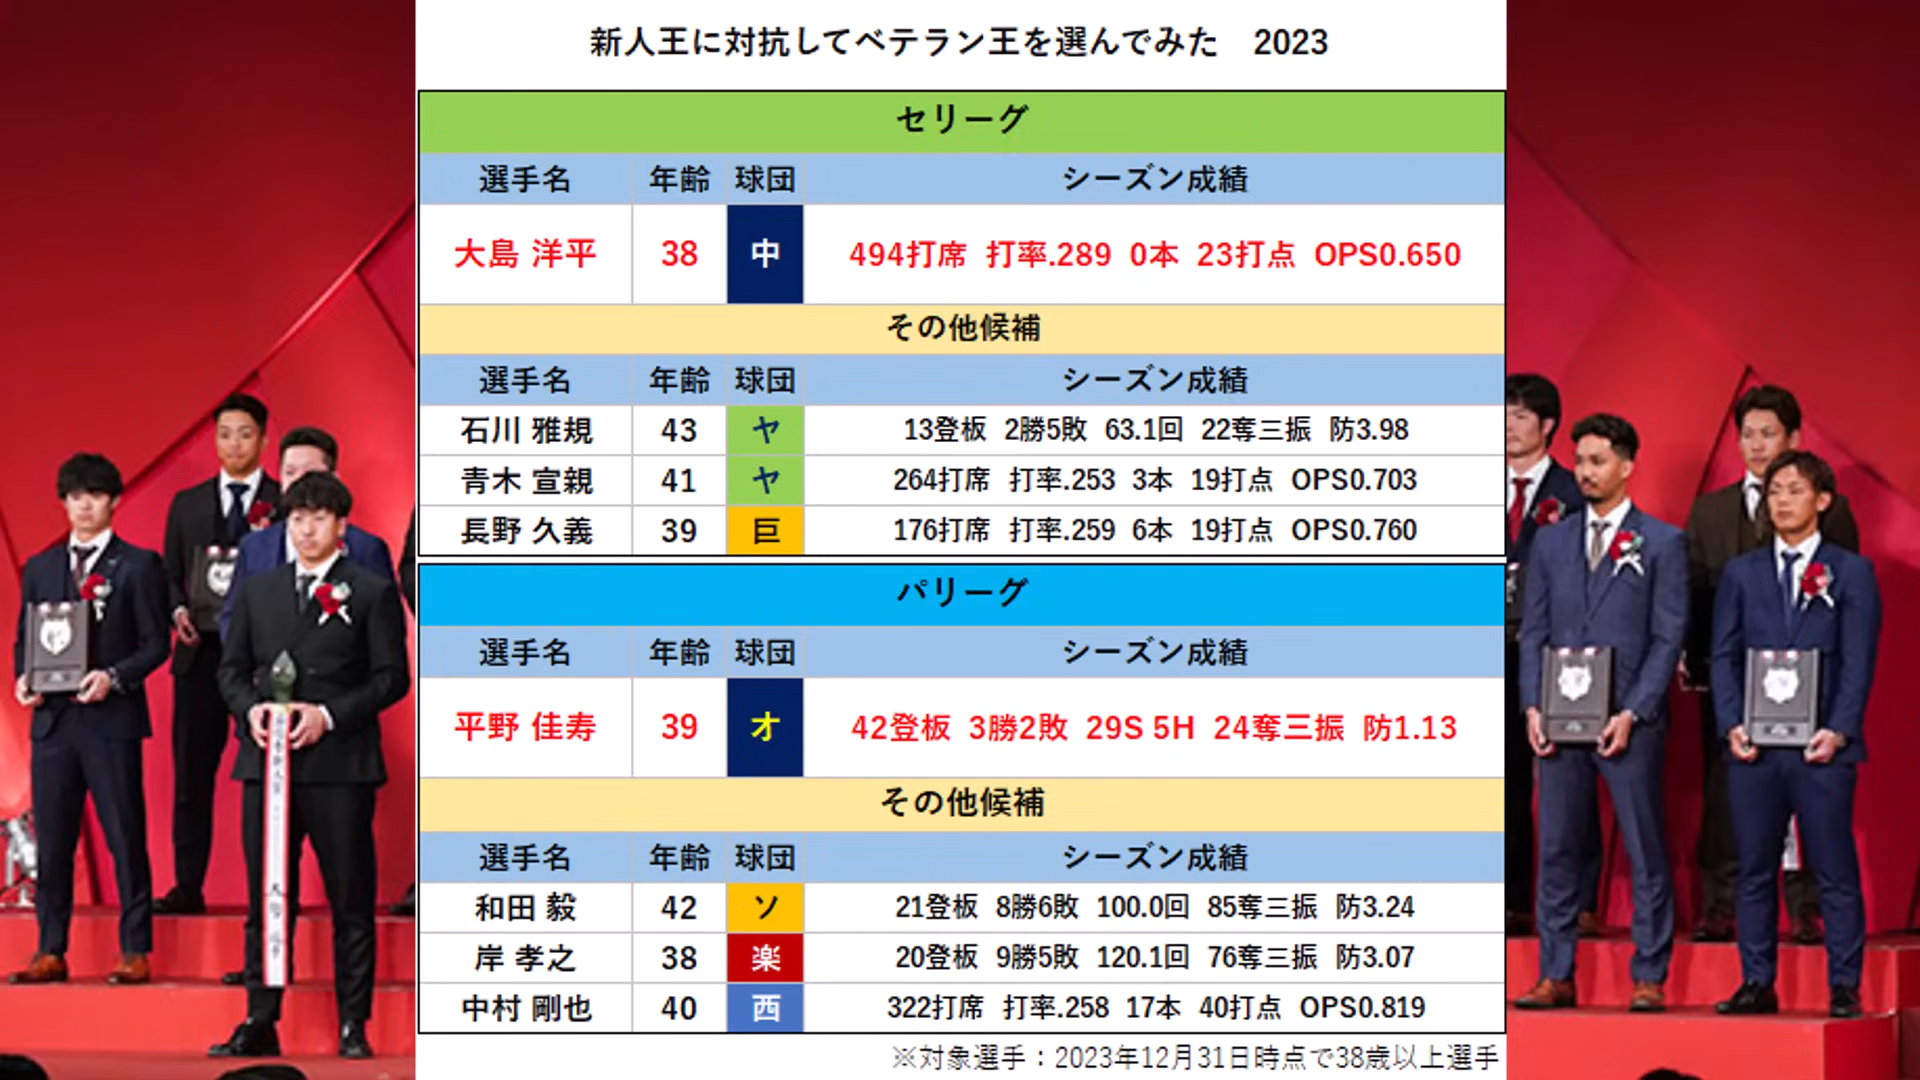 新人王に対抗してベテラン王を選んでみた 2023
セリーグ
選手名 年齢 球団 シーズン成績
大島 洋平 38 中 494打席 打率.289 0本 23打点 OPS0.650
その他候補
選手名 年齢 球団 シーズン成績
石川 雅規 43 ヤ 13登板 2勝5敗 63.1回 22奪三振 防3.98
青木 宣親 41 ヤ 264打席 打率.253 3本 19打点 OPS0.703
長野 久義 39 巨 176打席 打率.259 6本 19打点 OPS0.760
パリーグ
選手名 年齢 球団 シーズン成績
平野 佳寿 39 オ 42登板 3勝2敗 29S 5H 24奪三振 防1.13
その他候補
選手名 年齢 球団 シーズン成績
和田 毅 42 ソ 21登板 8勝6敗 100.0回 85奪三振 防3.24
岸 孝之 38 楽 20登板 9勝5敗 120.1回 76奪三振 防3.07
中村 剛也 40 西 322打席 打率.258 17本 40打点 OPS0.819
※対象選手：2023年12月31日時点で38歳以上選手